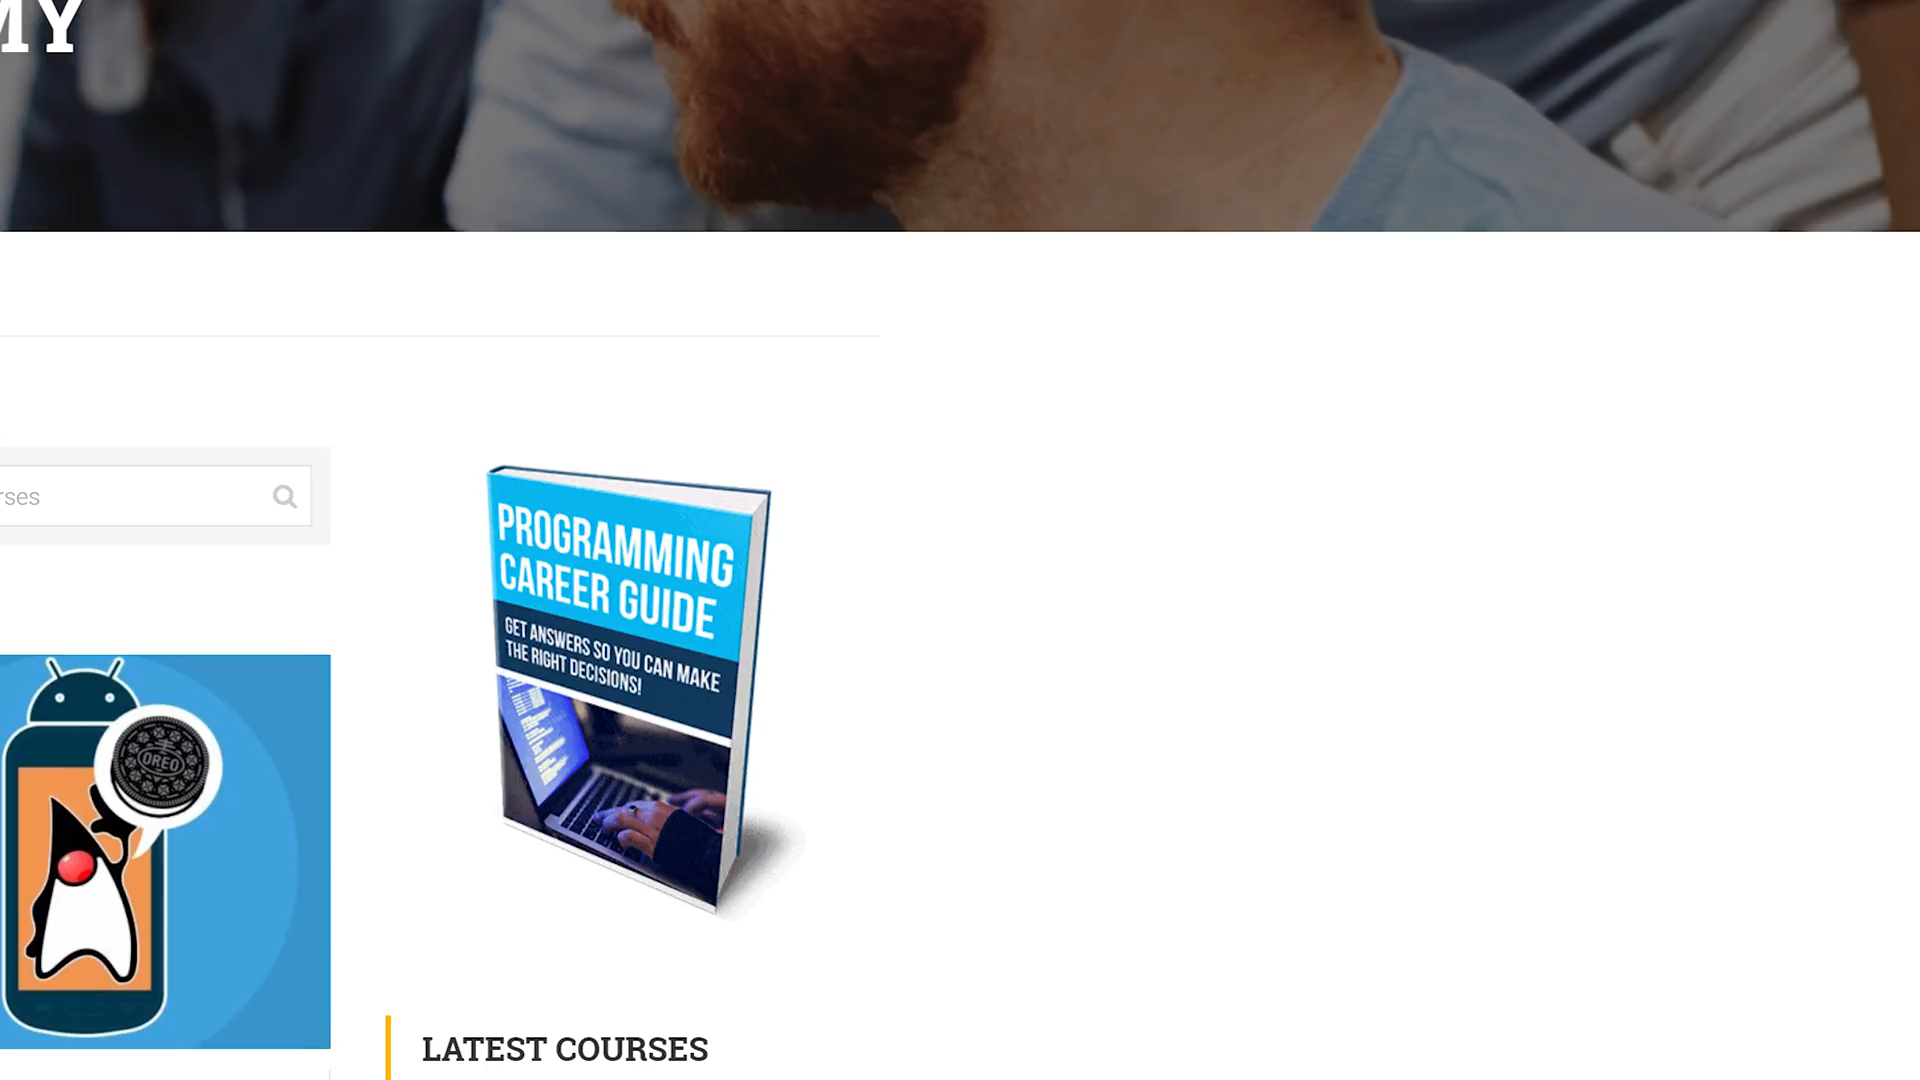 MY
rses
PROGRAMMING
CAREER GUIDE
GET ANSWERS SO YOU CAN MAKE
THE RIGHT DECISIONS!
OREO
LATEST COURSES